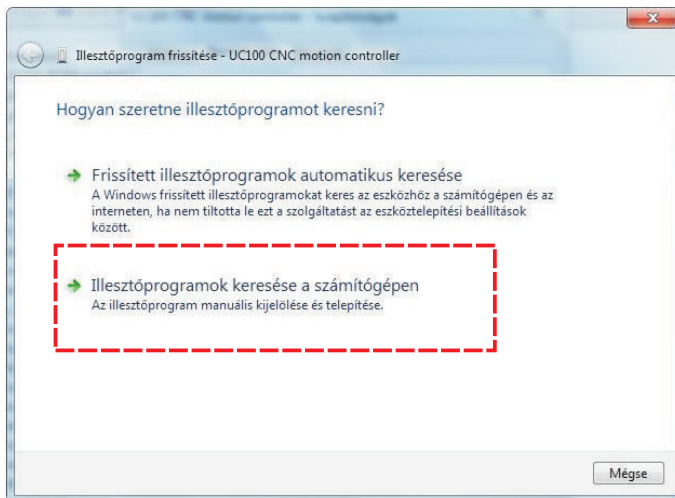 Illesztőprogram frissítése - UC100 CNC motion controller
Hogyan szeretne illesztőprogramot keresni?
Frissített illesztőprogramok automatikus keresése
A Windows frissített illesztőprogramokat keres az eszközhöz a számítógépen és az
interneten, ha nem tiltotta le ezt a szolgáltatást az eszköztelepítési beállítások
között.
Illesztőprogramok keresése a számítógépen
Az illesztőprogram manuális kijelölése és telepítése.
Mégse